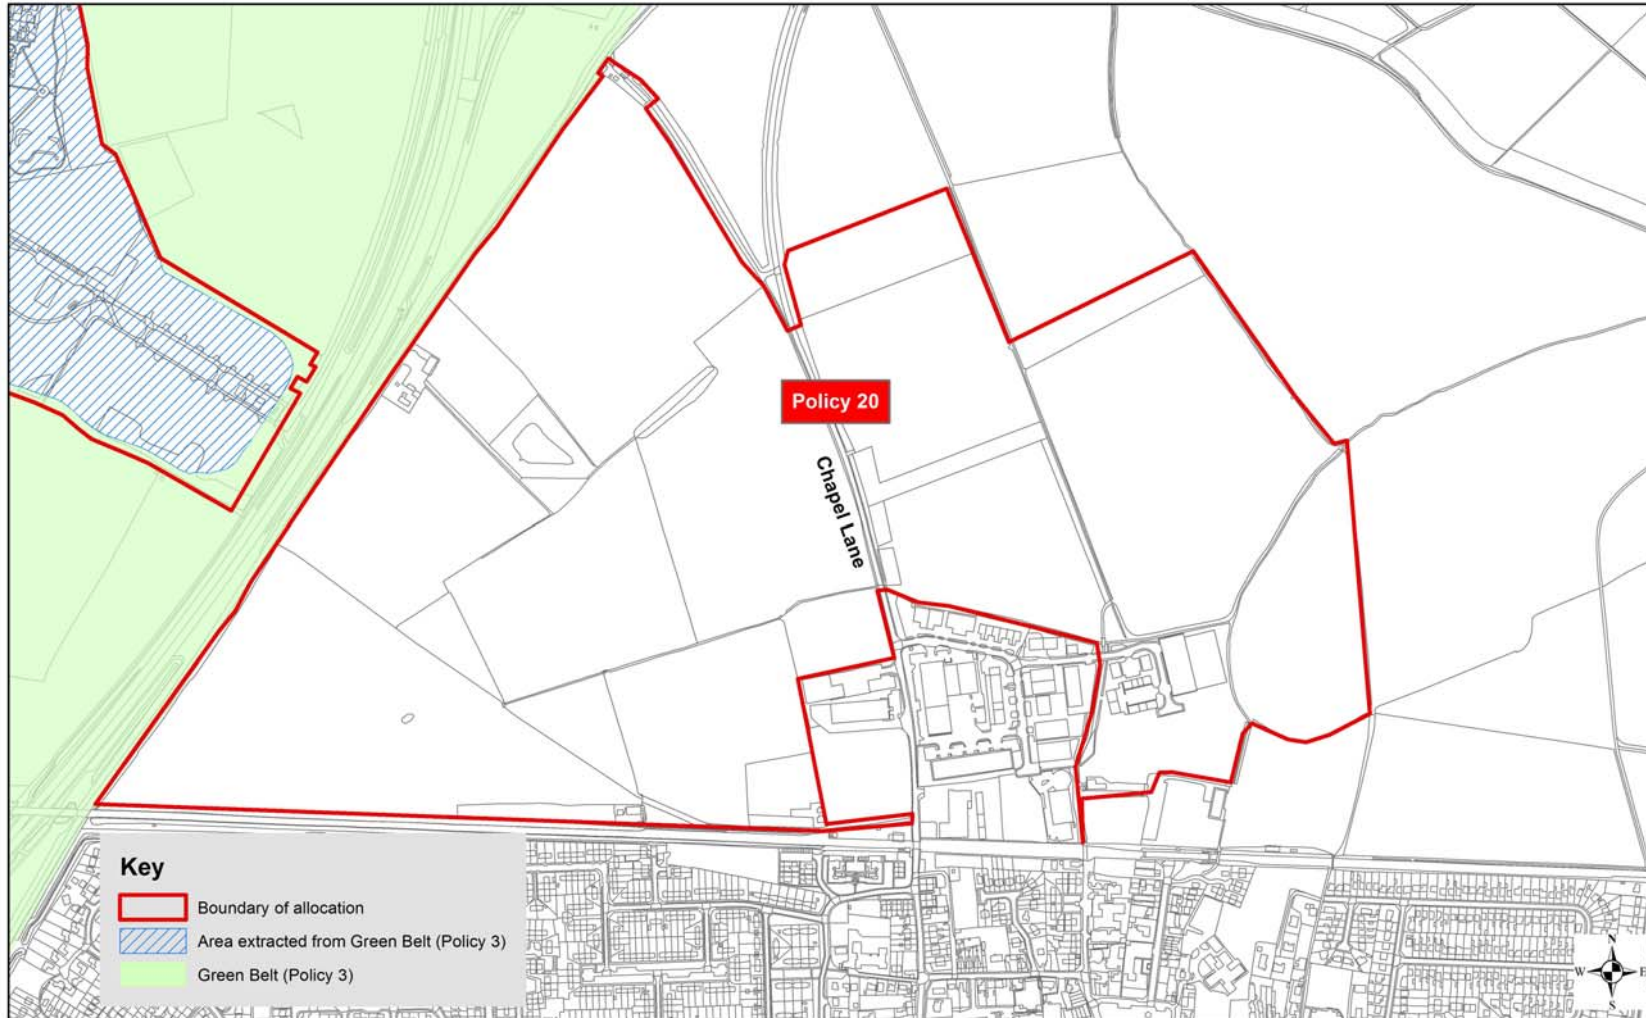 Policy 20
Chapel Lane
Key
Boundary of allocation
Area extracted from Green Belt (Policy 3)
Green Belt (Policy 3)
N
W E
S